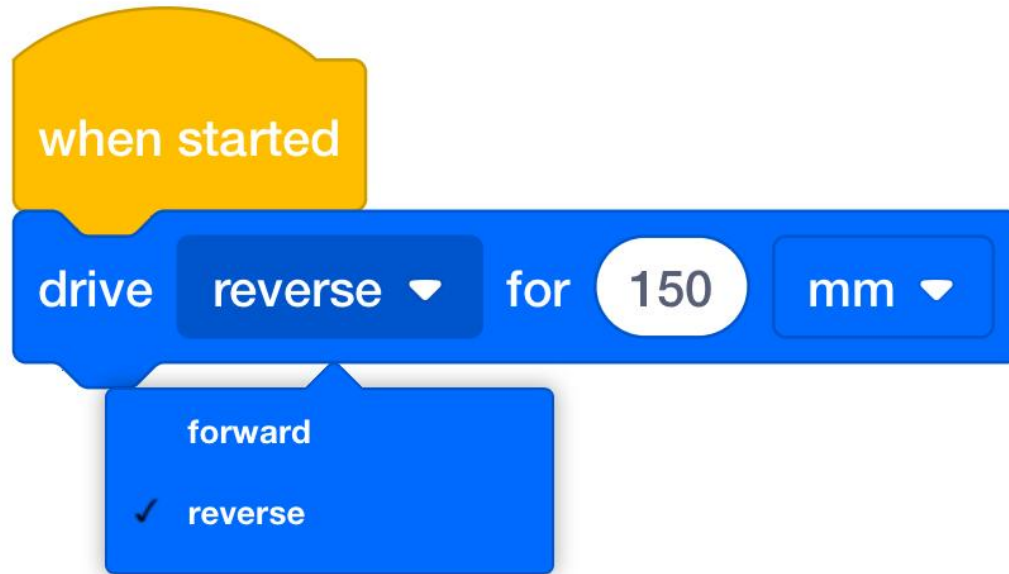 when started
drive reverse for 150 mm
forward
✓ reverse